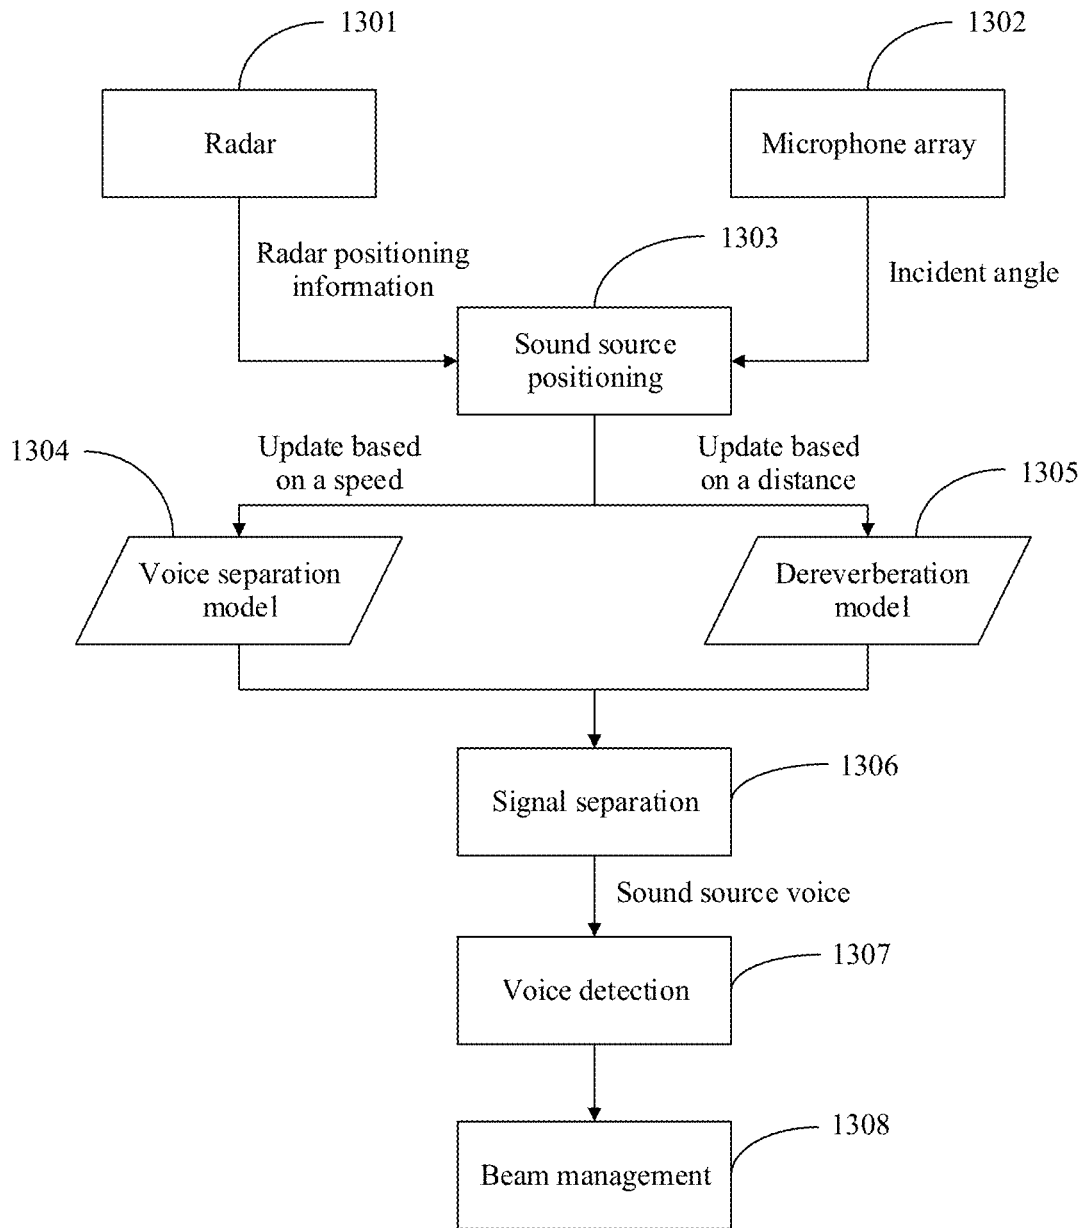 1301
1302
Radar
Microphone array
1303
Radar positioning
information
Incident angle
Sound source
positioning
1304
Update based
on a speed
Update based
on a distance
1305
Voice separation
model
Dereverberation
model
1306
Signal separation
Sound source voice
1307
Voice detection
1308
Beam management